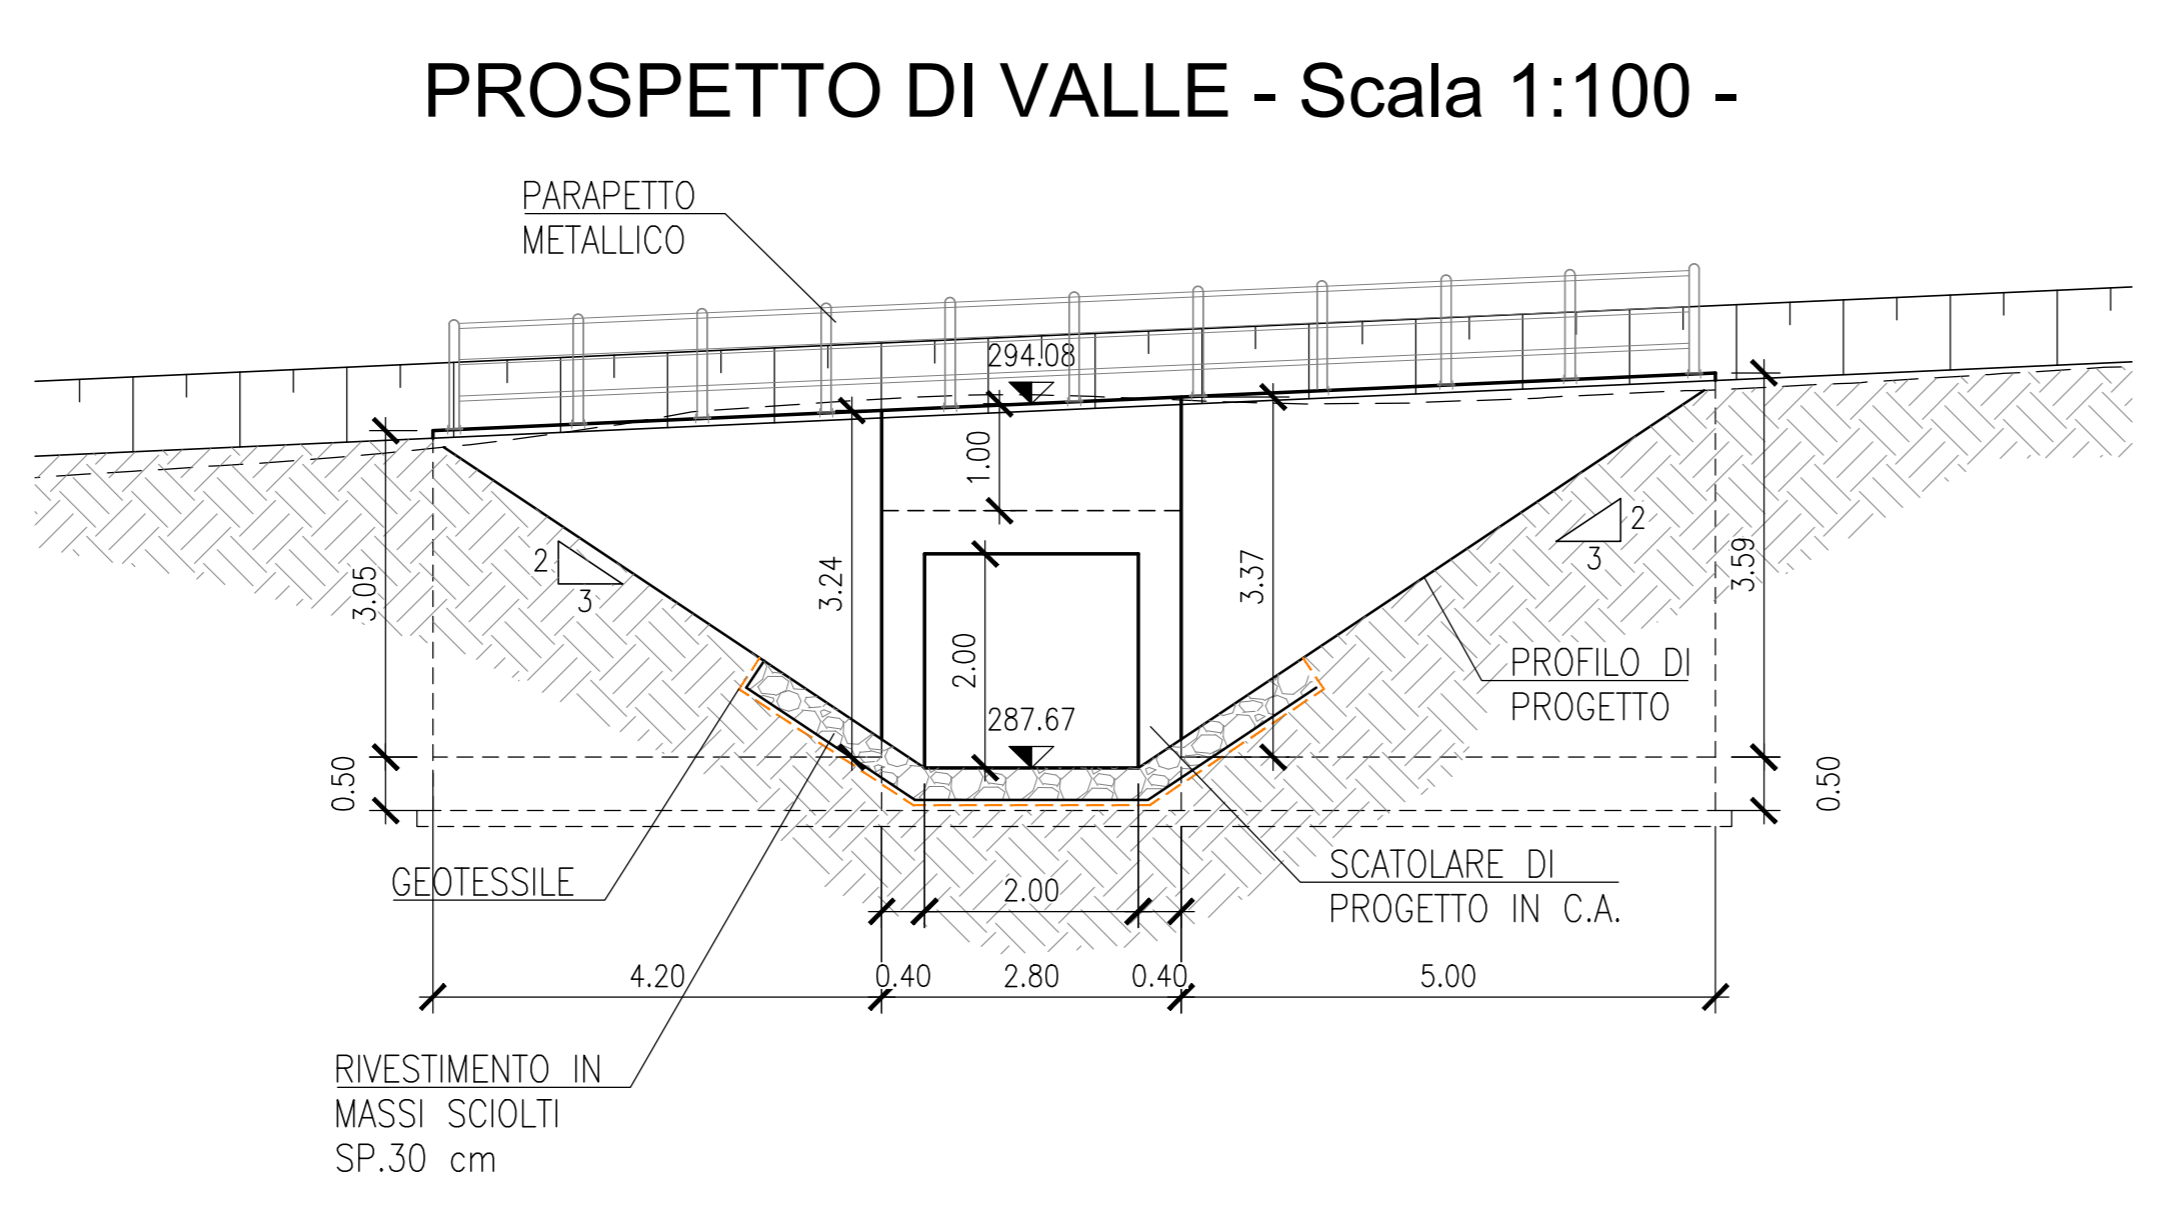 PROSPETTO DI VALLE - Scala 1:100 -
PARAPETTO
METALLICO
294.08
1.00
2
3
2
3
3.05
3.24
3.37
3.59
2.00
287.67
PROFILO DI
PROGETTO
0.50
0.50
GEOTESSILE
SCATOLARE DI
PROGETTO IN C.A.
2.00
4.20
0.40
2.80
0.40
5.00
RIVESTIMENTO IN
MASSI SCIOLTI
SP.30 cm